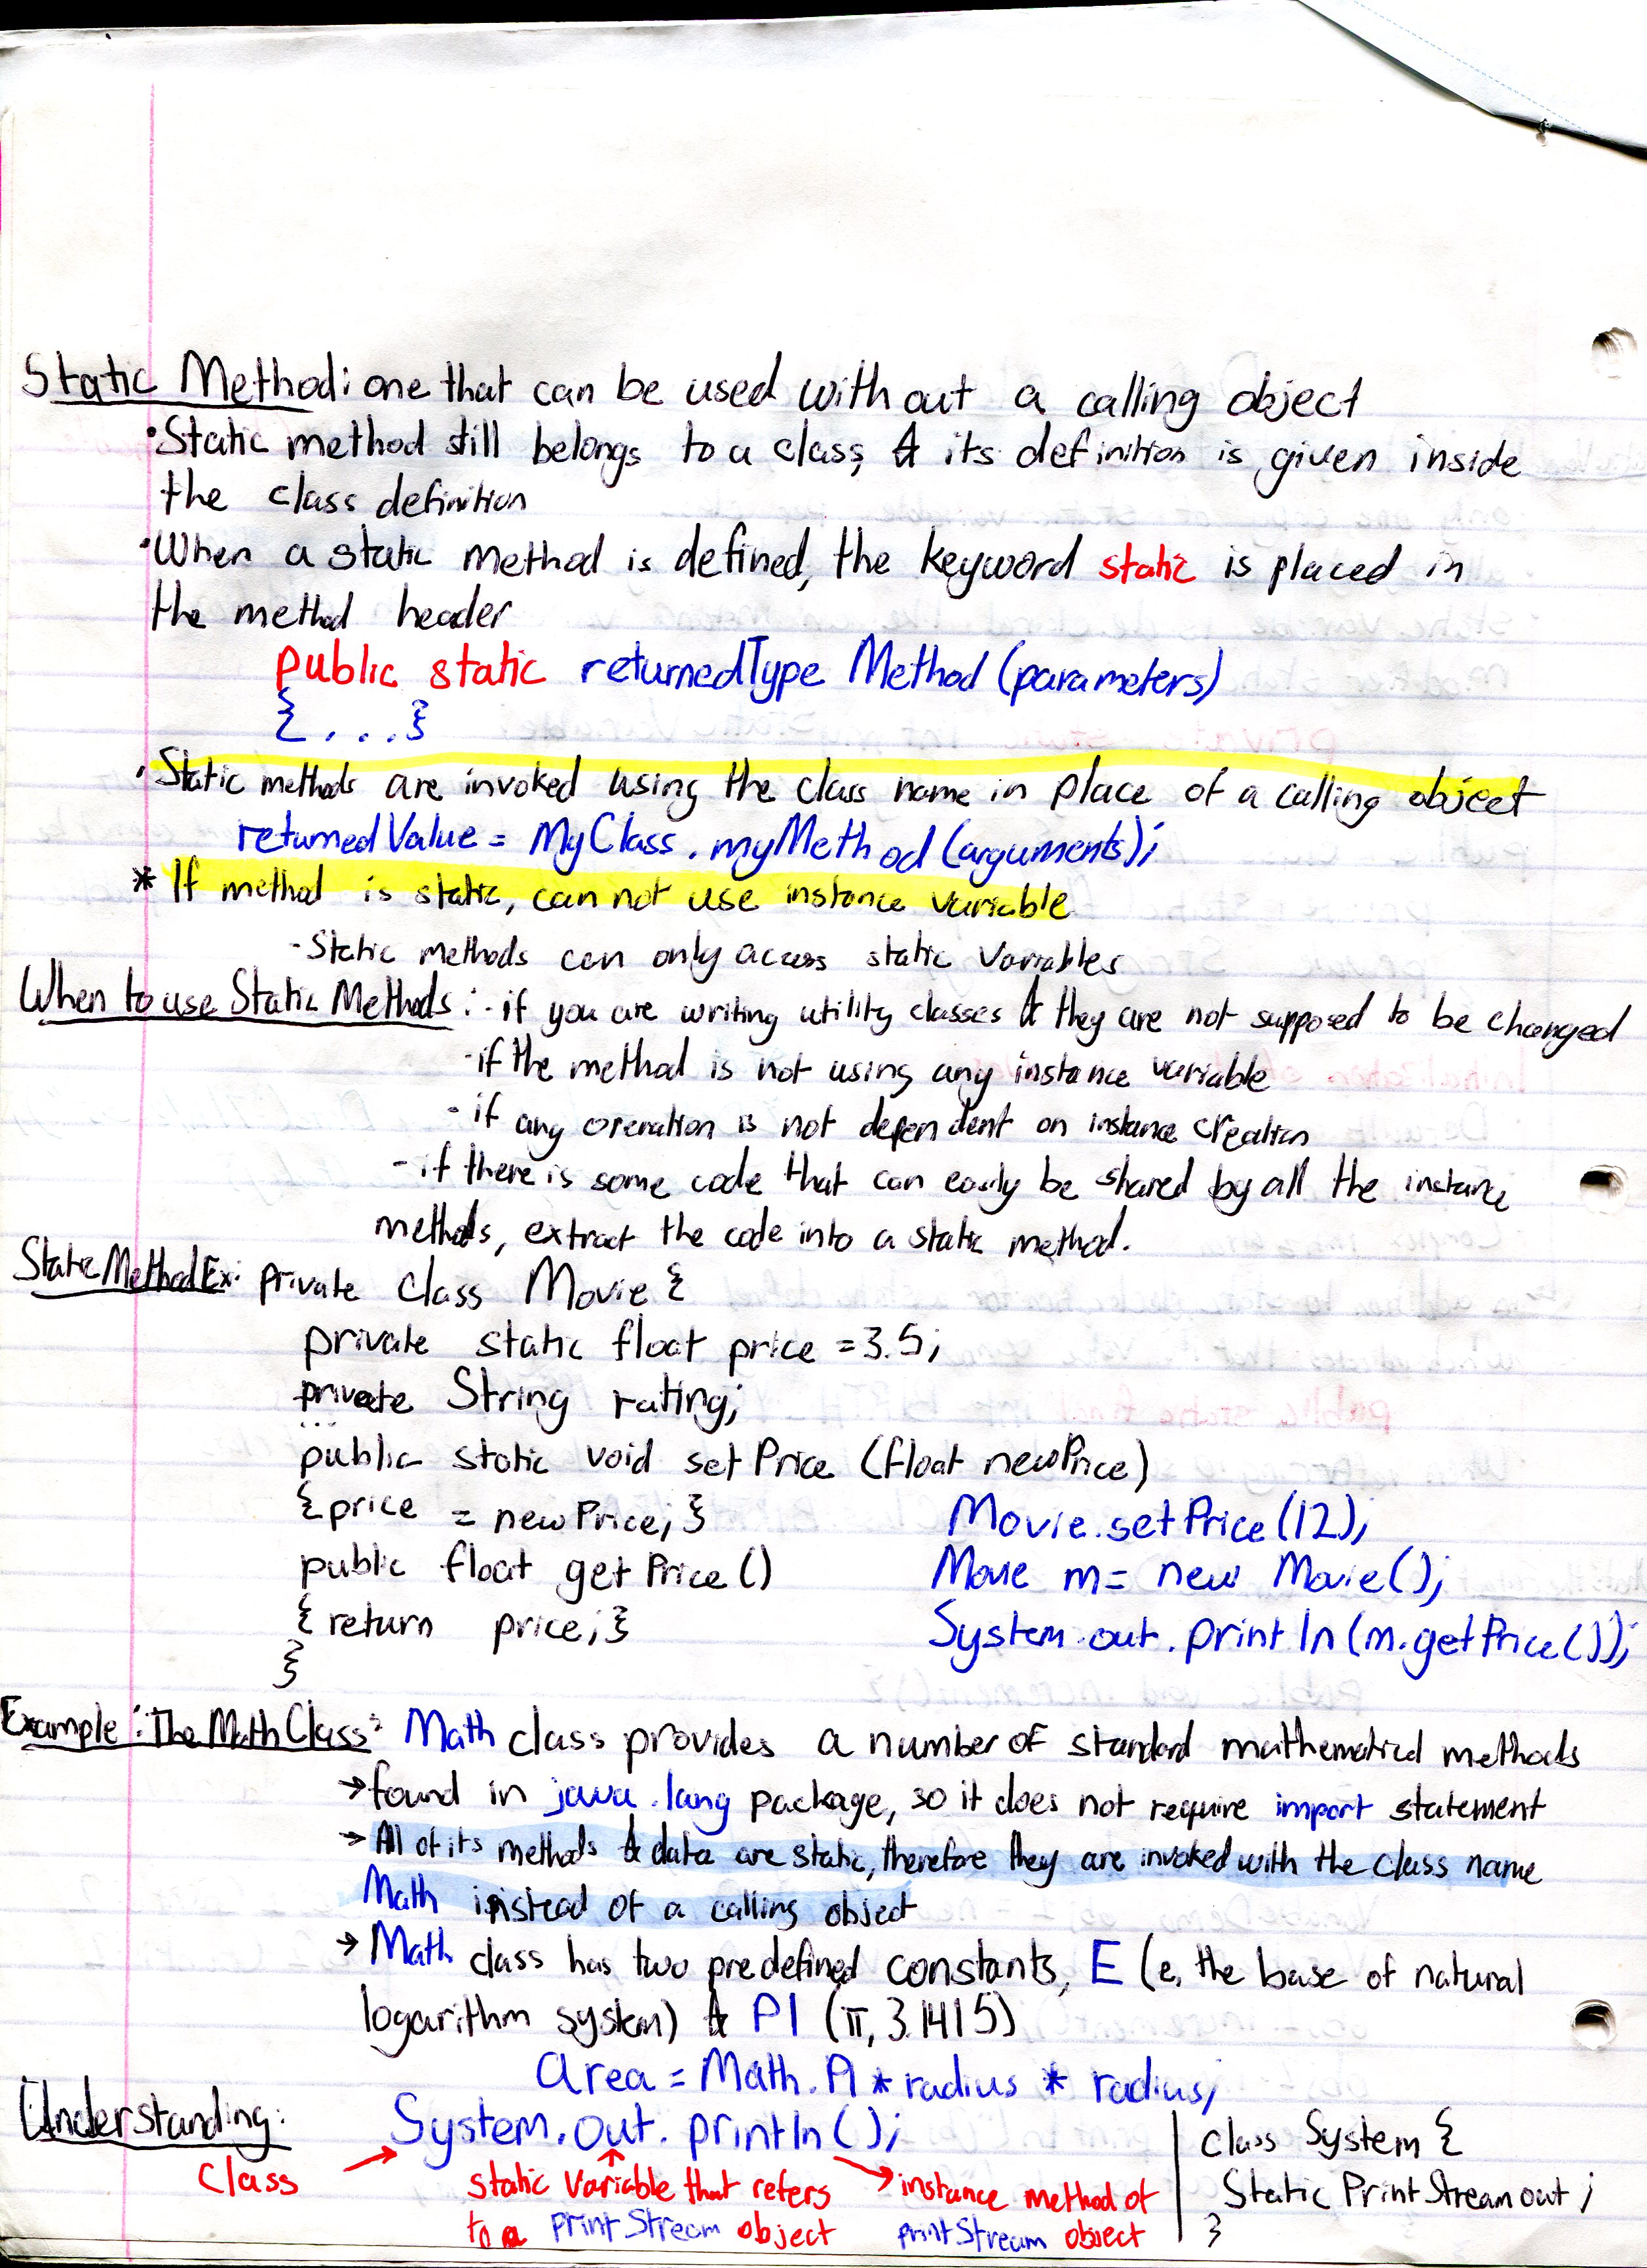 Static Method: one that can be used without a calling object
• Static method still belongs to a class, & its definition is given inside
the class definition
• When a static method is defined, the keyword static is placed in
the method header
public static returnedType Method (parameters)
{ . . . }
• Static methods are invoked using the class name in place of a calling object
returnedValue = MyClass.myMethod(arguments);
* If method is static, can not use instance variable
- Static methods can only access static variables
When to use Static Methods: - if you are writing utility classes & they are not supposed to be changed
- if the method is not using any instance variable
- if any operation is not dependent on instance creation
- if there is some code that can easily be shared by all the instance
methods, extract the code into a static method.
Static Method Ex: private class Movie {
private static float price = 3.5;
private String rating;
...
public static void setPrice (float newPrice)
{ price = newPrice; } Movie.setPrice(12);
public float getPrice () Movie m = new Movie();
{ return price; } System.out.println(m.getPrice());
}
Example: The Math Class: Math class provides a number of standard mathematical methods
→ found in java.lang package, so it does not require import statement
→ All of its methods & data are static, therefore they are invoked with the class name
Math instead of a calling object
→ Math class has two predefined constants, E (e, the base of natural
logarithm system) & PI (π, 3.1415)
area = Math.PI * radius * radius;
Understanding: System.out.println(); class System {
class → static variable that refers → instance method of Static PrintStream out;
to a printStream object printStream object }